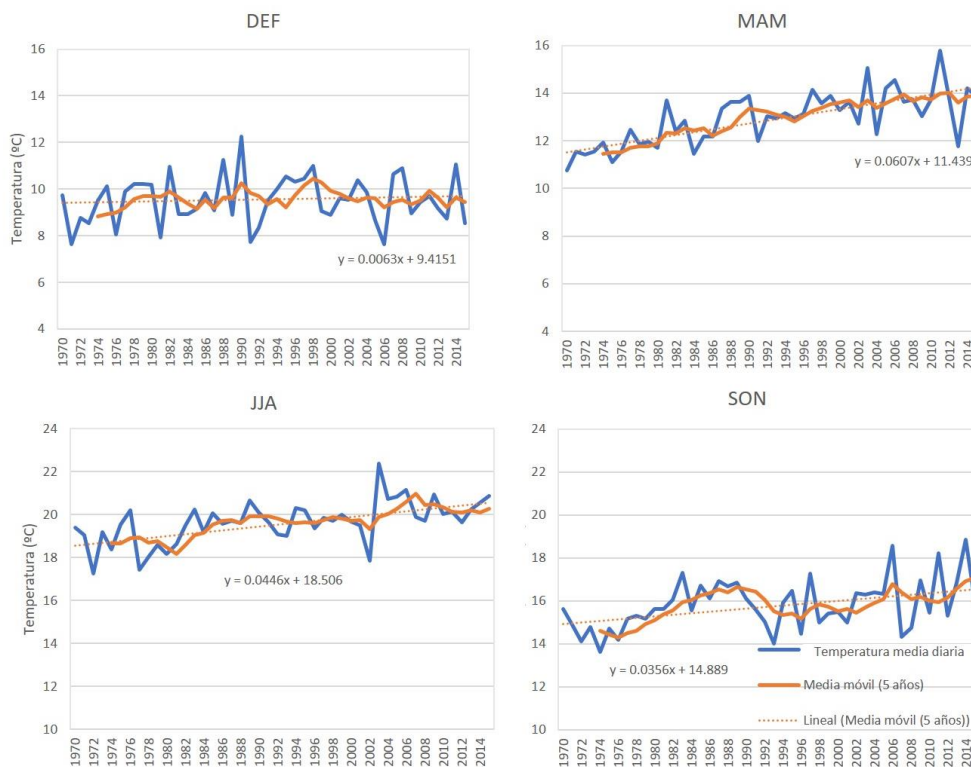 DEF
16
14
12
10
8
6
4
Temperatura (ºC)
y = 0.0063x + 9.4151
1970 1972 1974 1976 1978 1980 1982 1984 1986 1988 1990 1992 1994 1996 1998 2000 2002 2004 2006 2008 2010 2012 2014
MAM
16
14
12
10
8
6
4
y = 0.0607x + 11.439
1970 1972 1974 1976 1978 1980 1982 1984 1986 1988 1990 1992 1994 1996 1998 2000 2002 2004 2006 2008 2010 2012 2014
JJA
24
22
20
18
16
14
12
10
Temperatura (ºC)
y = 0.0446x + 18.506
1970 1972 1974 1976 1978 1980 1982 1984 1986 1988 1990 1992 1994 1996 1998 2000 2002 2004 2006 2008 2010 2012 2014
SON
24
22
20
18
16
14
12
10
y = 0.0356x + 14.889
Temperatura media diaria
Media móvil (5 años)
Lineal (Media móvil (5 años))
1970 1972 1974 1976 1978 1980 1982 1984 1986 1988 1990 1992 1994 1996 1998 2000 2002 2004 2006 2008 2010 2012 2014